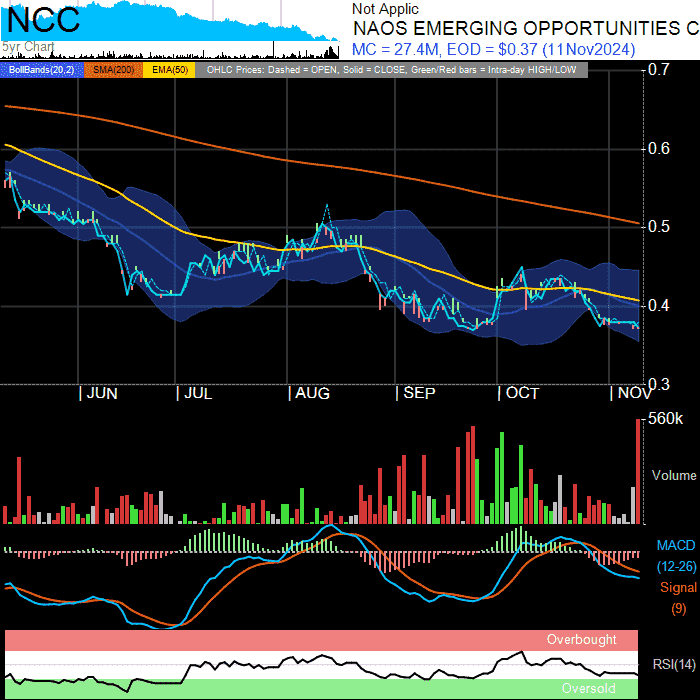 NCC
5yr Chart
Not Applic
NAOS EMERGING OPPORTUNITIES C
MC = 27.4M, EOD = $0.37 (11Nov2024)
BollBands(20,2) SMA(200) EMA(50) OHLC Prices: Dashed = OPEN, Solid = CLOSE, Green/Red bars = Intra-day HIGH/LOW
0.7
0.6
0.5
0.4
0.3
JUN JUL AUG SEP OCT NOV
560k
Volume
MACD
(12-26)
Signal
(9)
Overbought
RSI(14)
Oversold